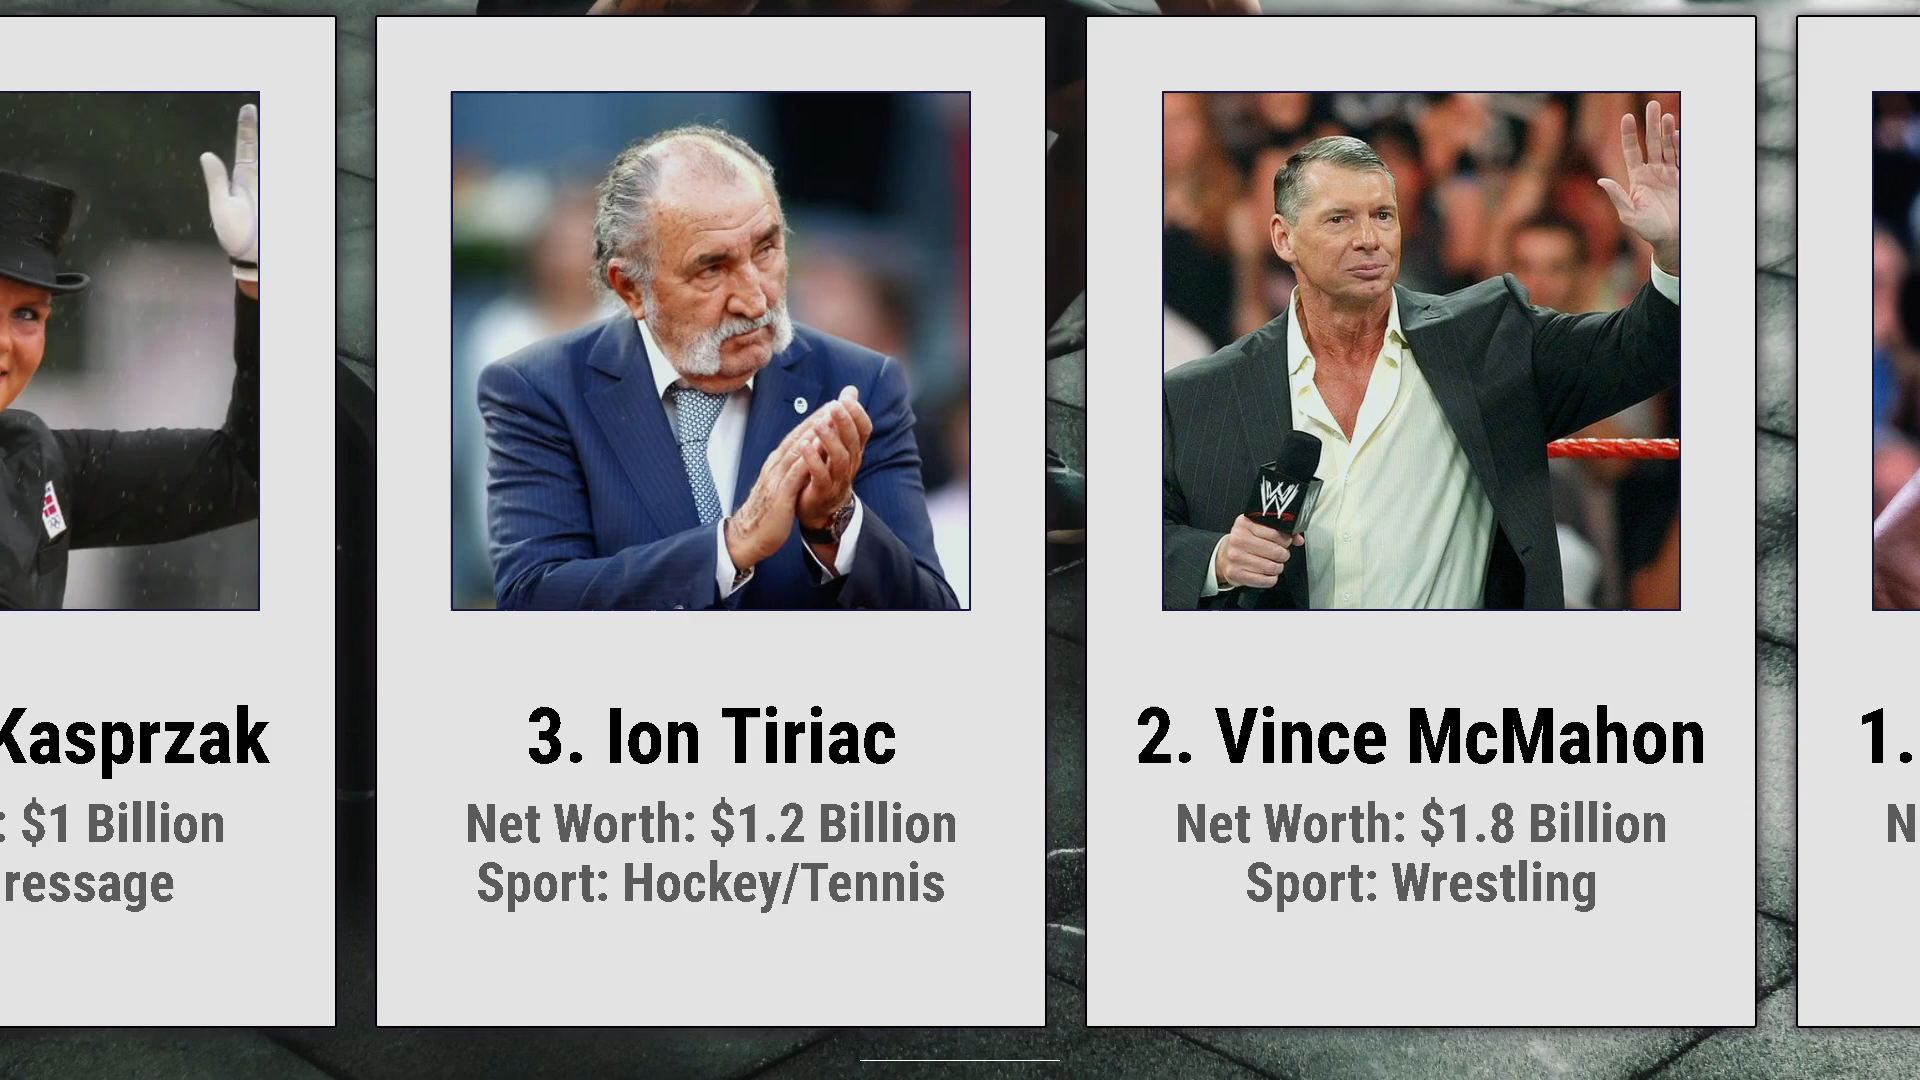 Kasprzak
: $1 Billion
ressage
3. Ion Tiriac
Net Worth: $1.2 Billion
Sport: Hockey/Tennis
W
2. Vince McMahon
Net Worth: $1.8 Billion
Sport: Wrestling
1.
N